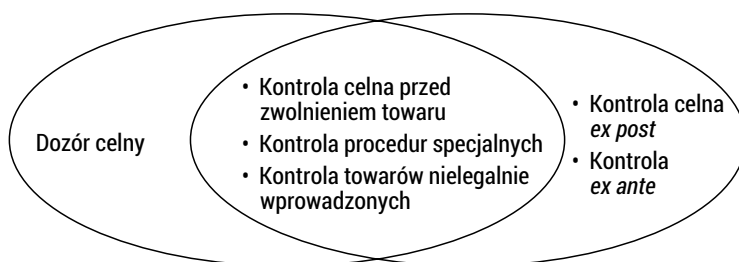 Dozór celny
• Kontrola celna przed
zwolnieniem towaru
• Kontrola procedur specjalnych
• Kontrola towarów nielegalnie
wprowadzonych
• Kontrola celna
ex post
• Kontrola
ex ante